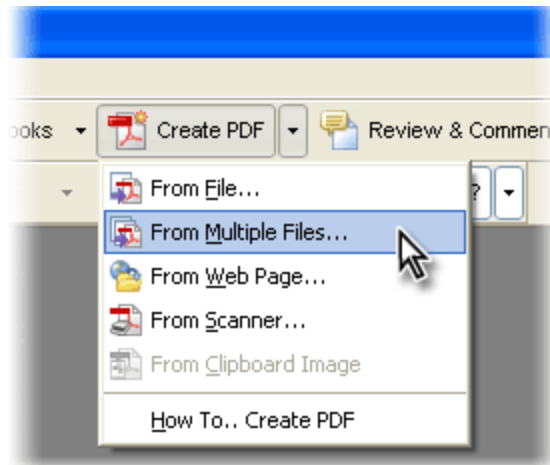 ooks Create PDF Review & Commen
?
From File...
From Multiple Files...
From Web Page...
From Scanner...
From Clipboard Image
How To.. Create PDF